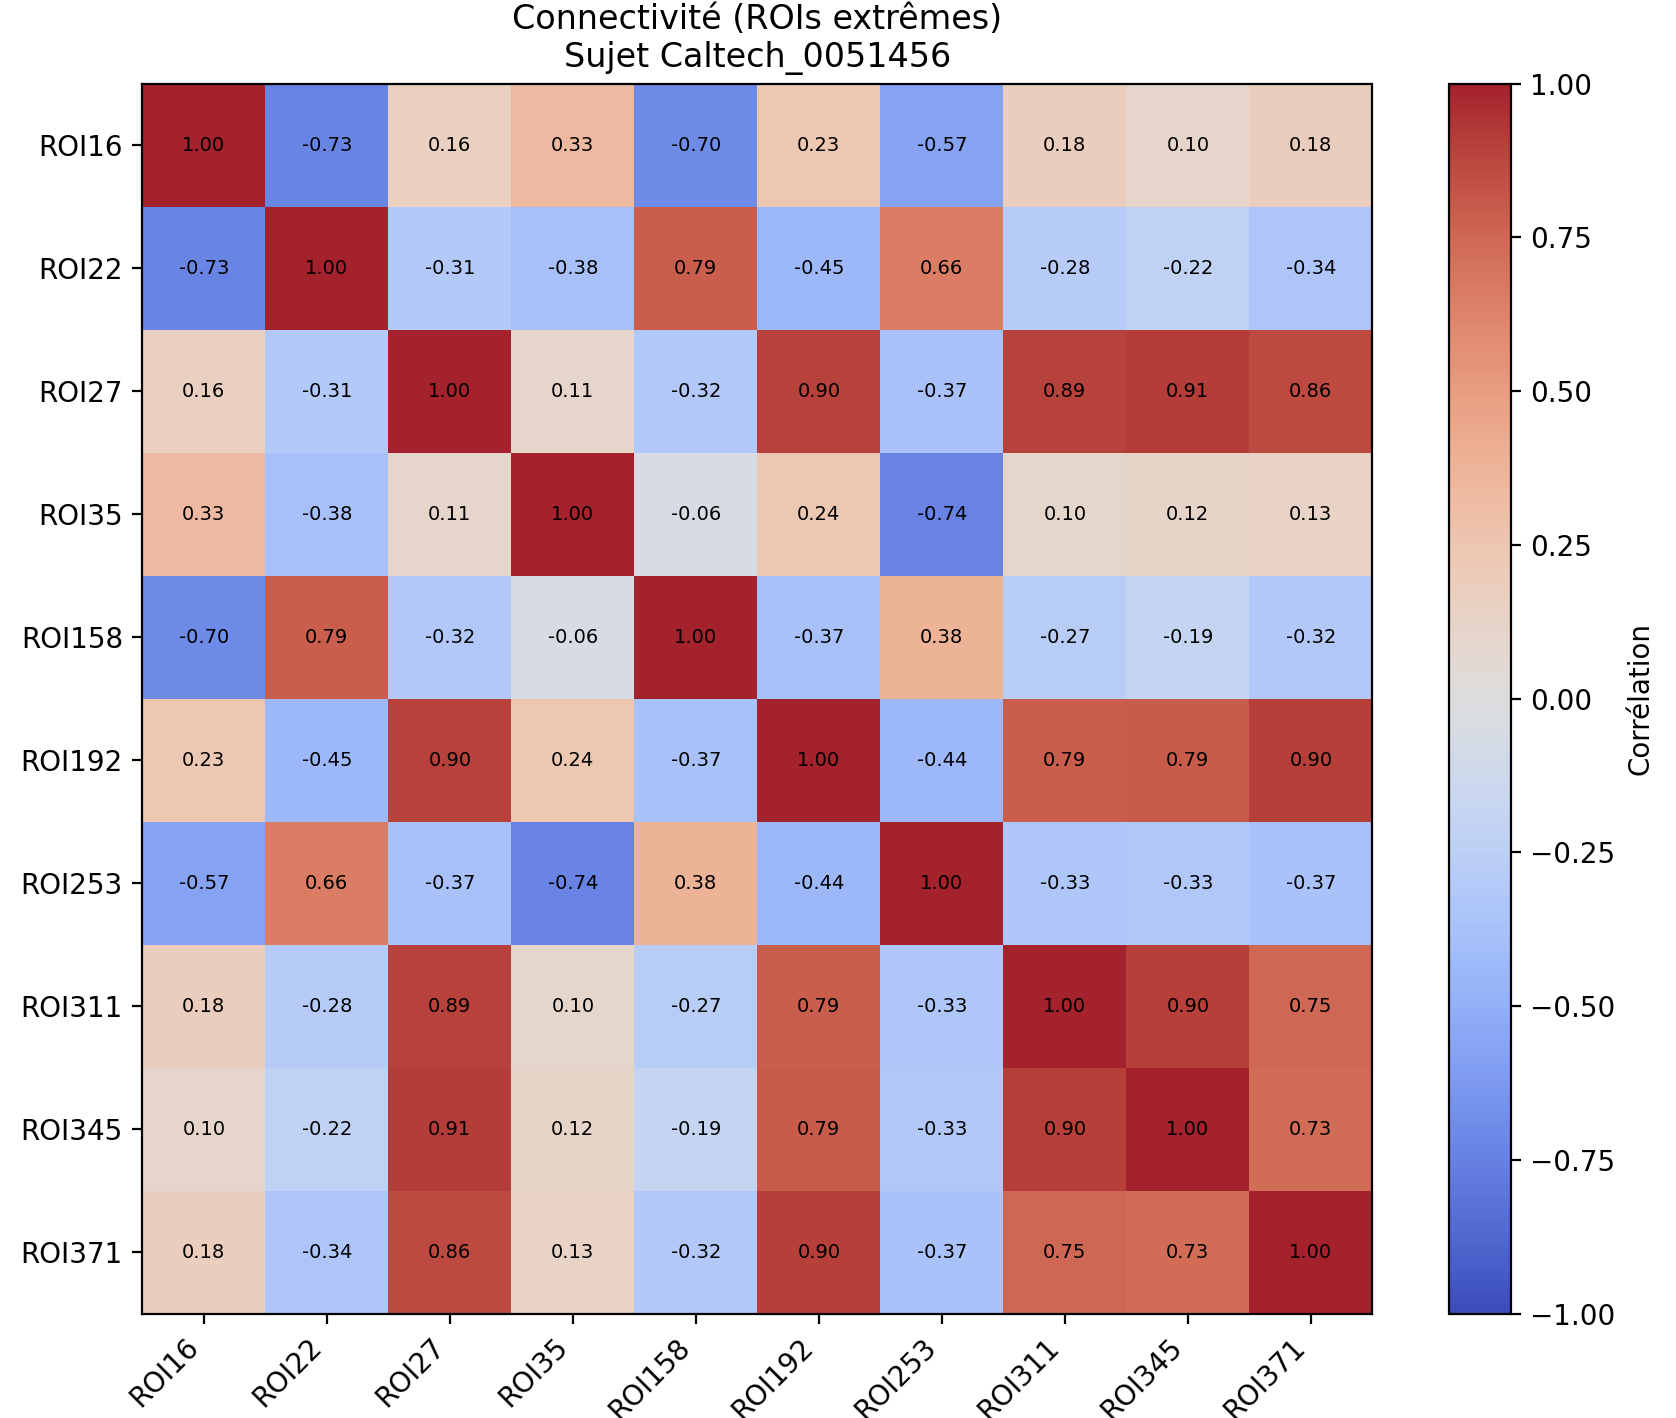 Connectivité (ROIs extrêmes)
Sujet Caltech_0051456
ROI16 1.00 -0.73 0.16 0.33 -0.70 0.23 -0.57 0.18 0.10 0.18
ROI22 -0.73 1.00 -0.31 -0.38 0.79 -0.45 0.66 -0.28 -0.22 -0.34
ROI27 0.16 -0.31 1.00 0.11 -0.32 0.90 -0.37 0.89 0.91 0.86
ROI35 0.33 -0.38 0.11 1.00 -0.06 0.24 -0.74 0.10 0.12 0.13
ROI158 -0.70 0.79 -0.32 -0.06 1.00 -0.37 0.38 -0.27 -0.19 -0.32
ROI192 0.23 -0.45 0.90 0.24 -0.37 1.00 -0.44 0.79 0.79 0.90
ROI253 -0.57 0.66 -0.37 -0.74 0.38 -0.44 1.00 -0.33 -0.33 -0.37
ROI311 0.18 -0.28 0.89 0.10 -0.27 0.79 -0.33 1.00 0.90 0.75
ROI345 0.10 -0.22 0.91 0.12 -0.19 0.79 -0.33 0.90 1.00 0.73
ROI371 0.18 -0.34 0.86 0.13 -0.32 0.90 -0.37 0.75 0.73 1.00
ROI16 ROI22 ROI27 ROI35 ROI158 ROI192 ROI253 ROI311 ROI345 ROI371
1.00
0.75
0.50
0.25
0.00
−0.25
−0.50
−0.75
−1.00
Corrélation